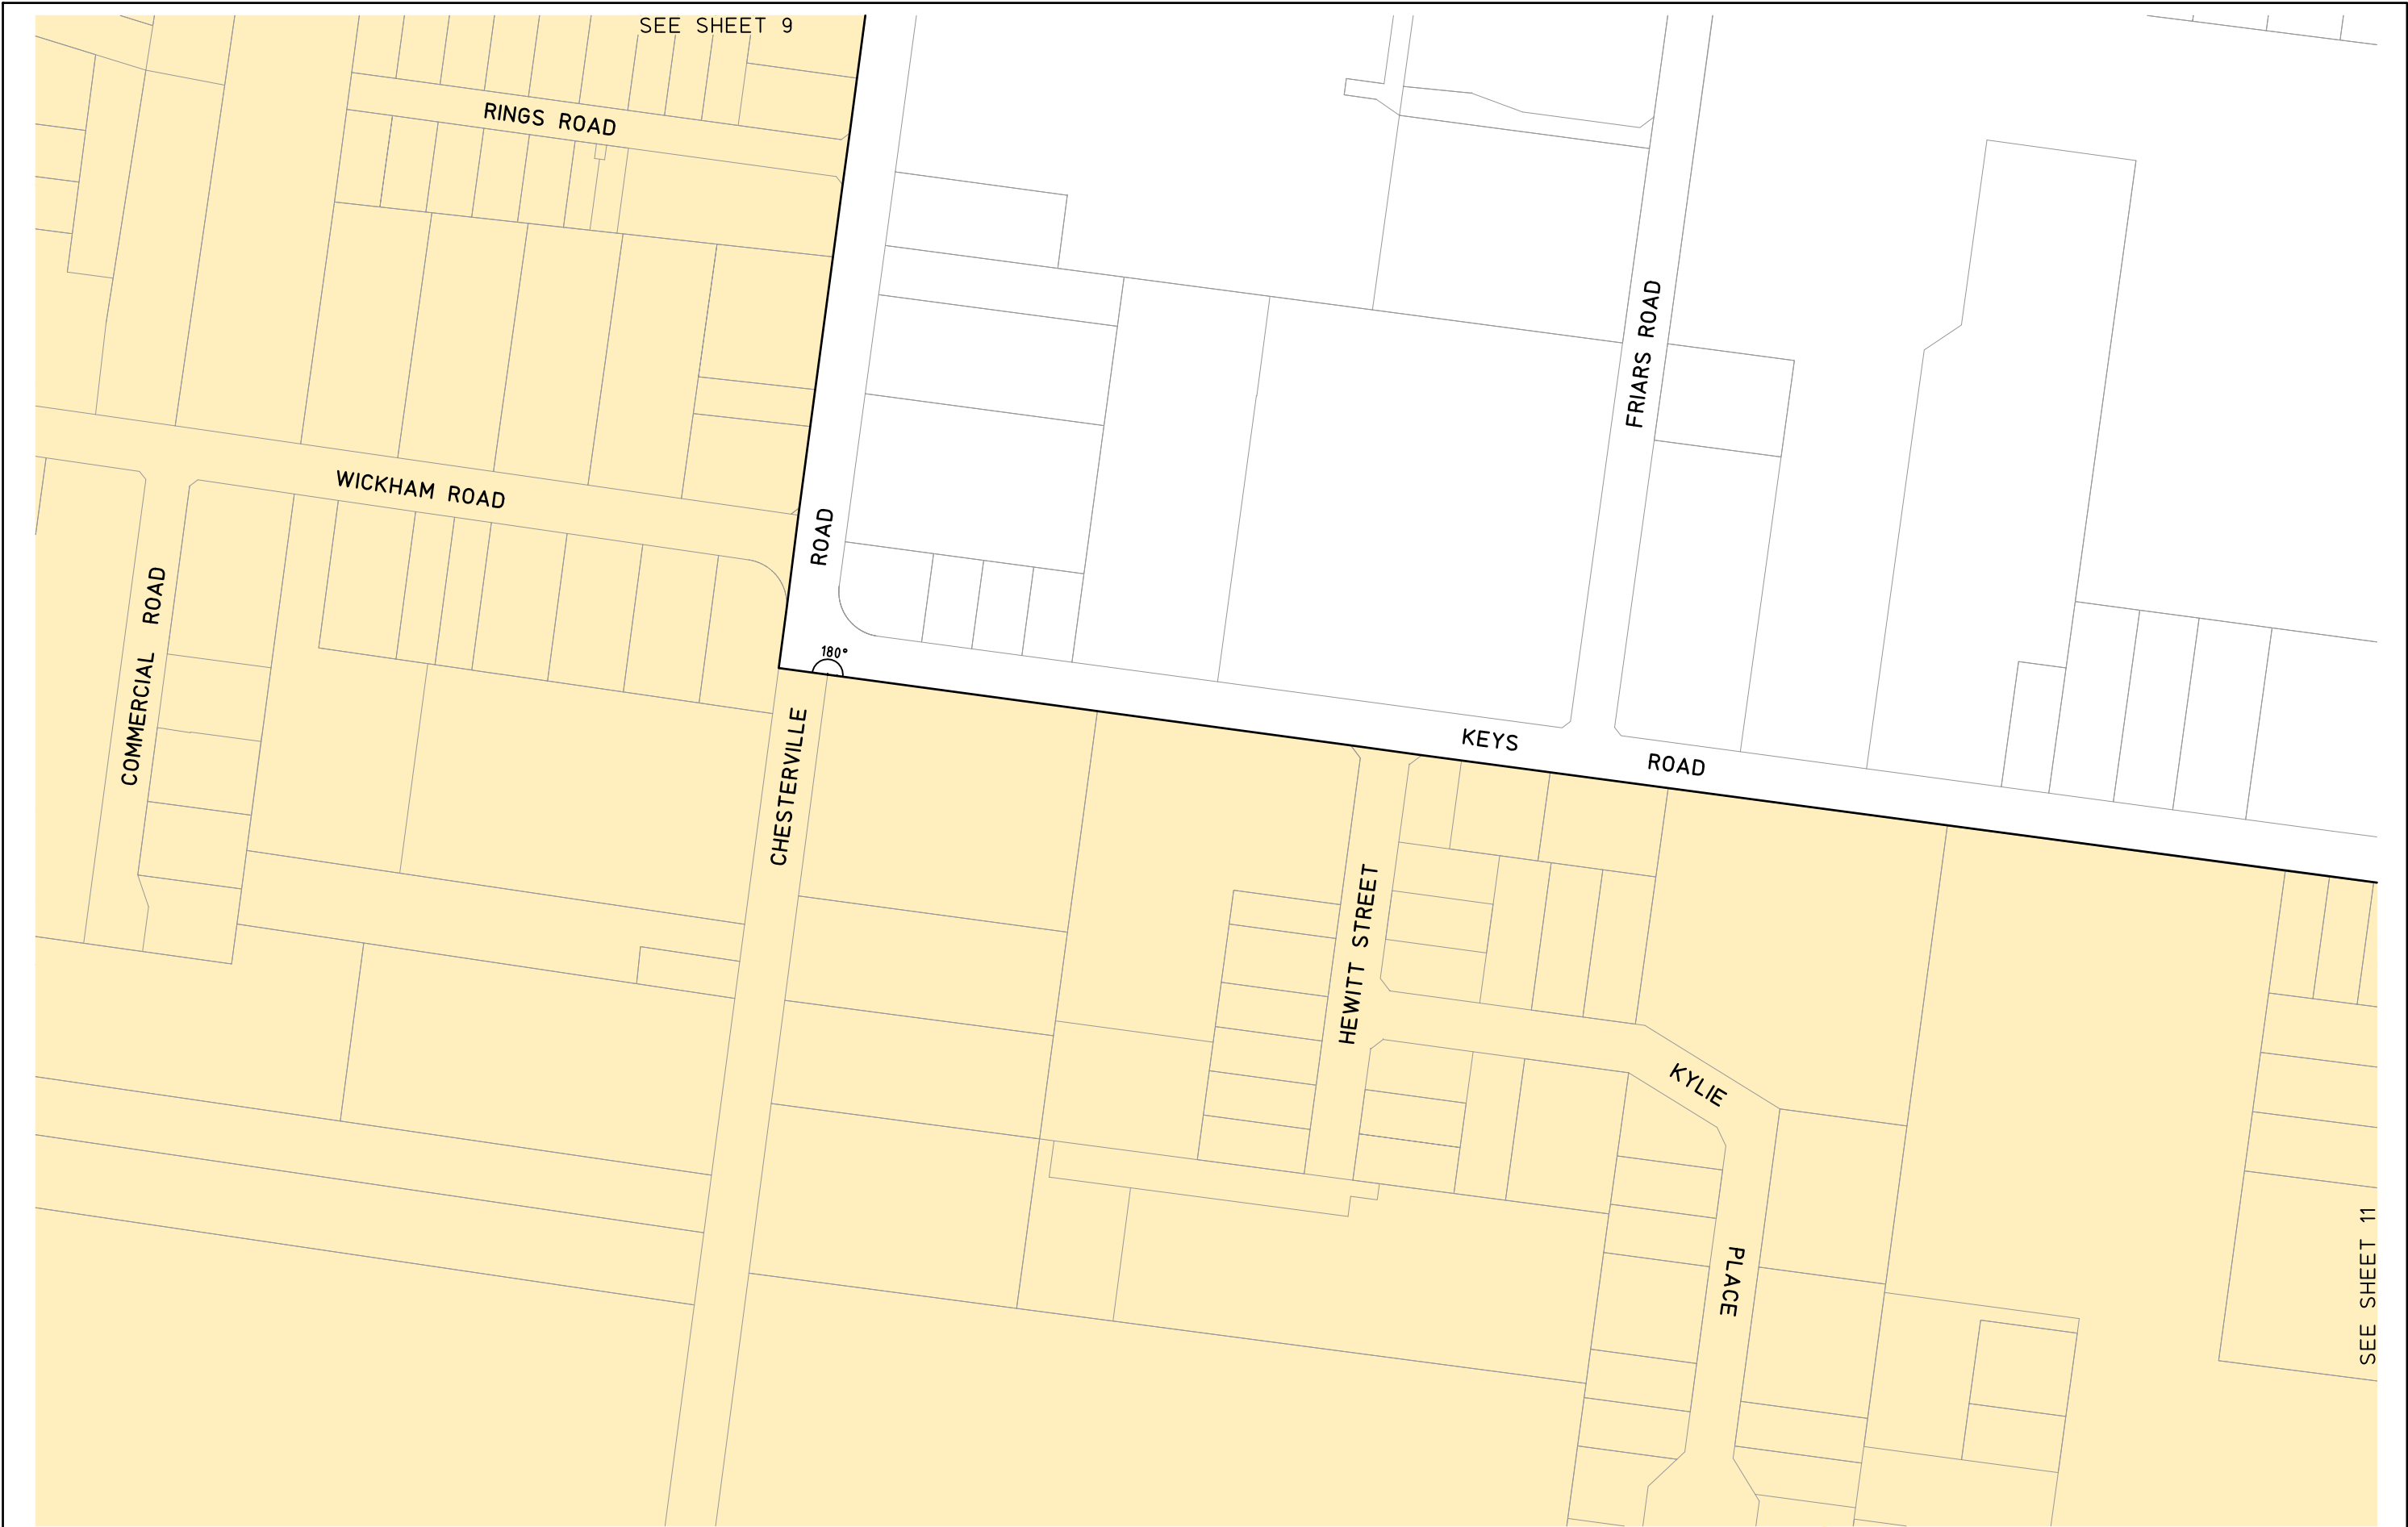 SEE SHEET 9
RINGS ROAD
FRIARS ROAD
WICKHAM ROAD
ROAD
COMMERCIAL ROAD
180°
CHESTERVILLE
KEYS
ROAD
HEWITT STREET
KYLIE
PLACE
SEE SHEET 11